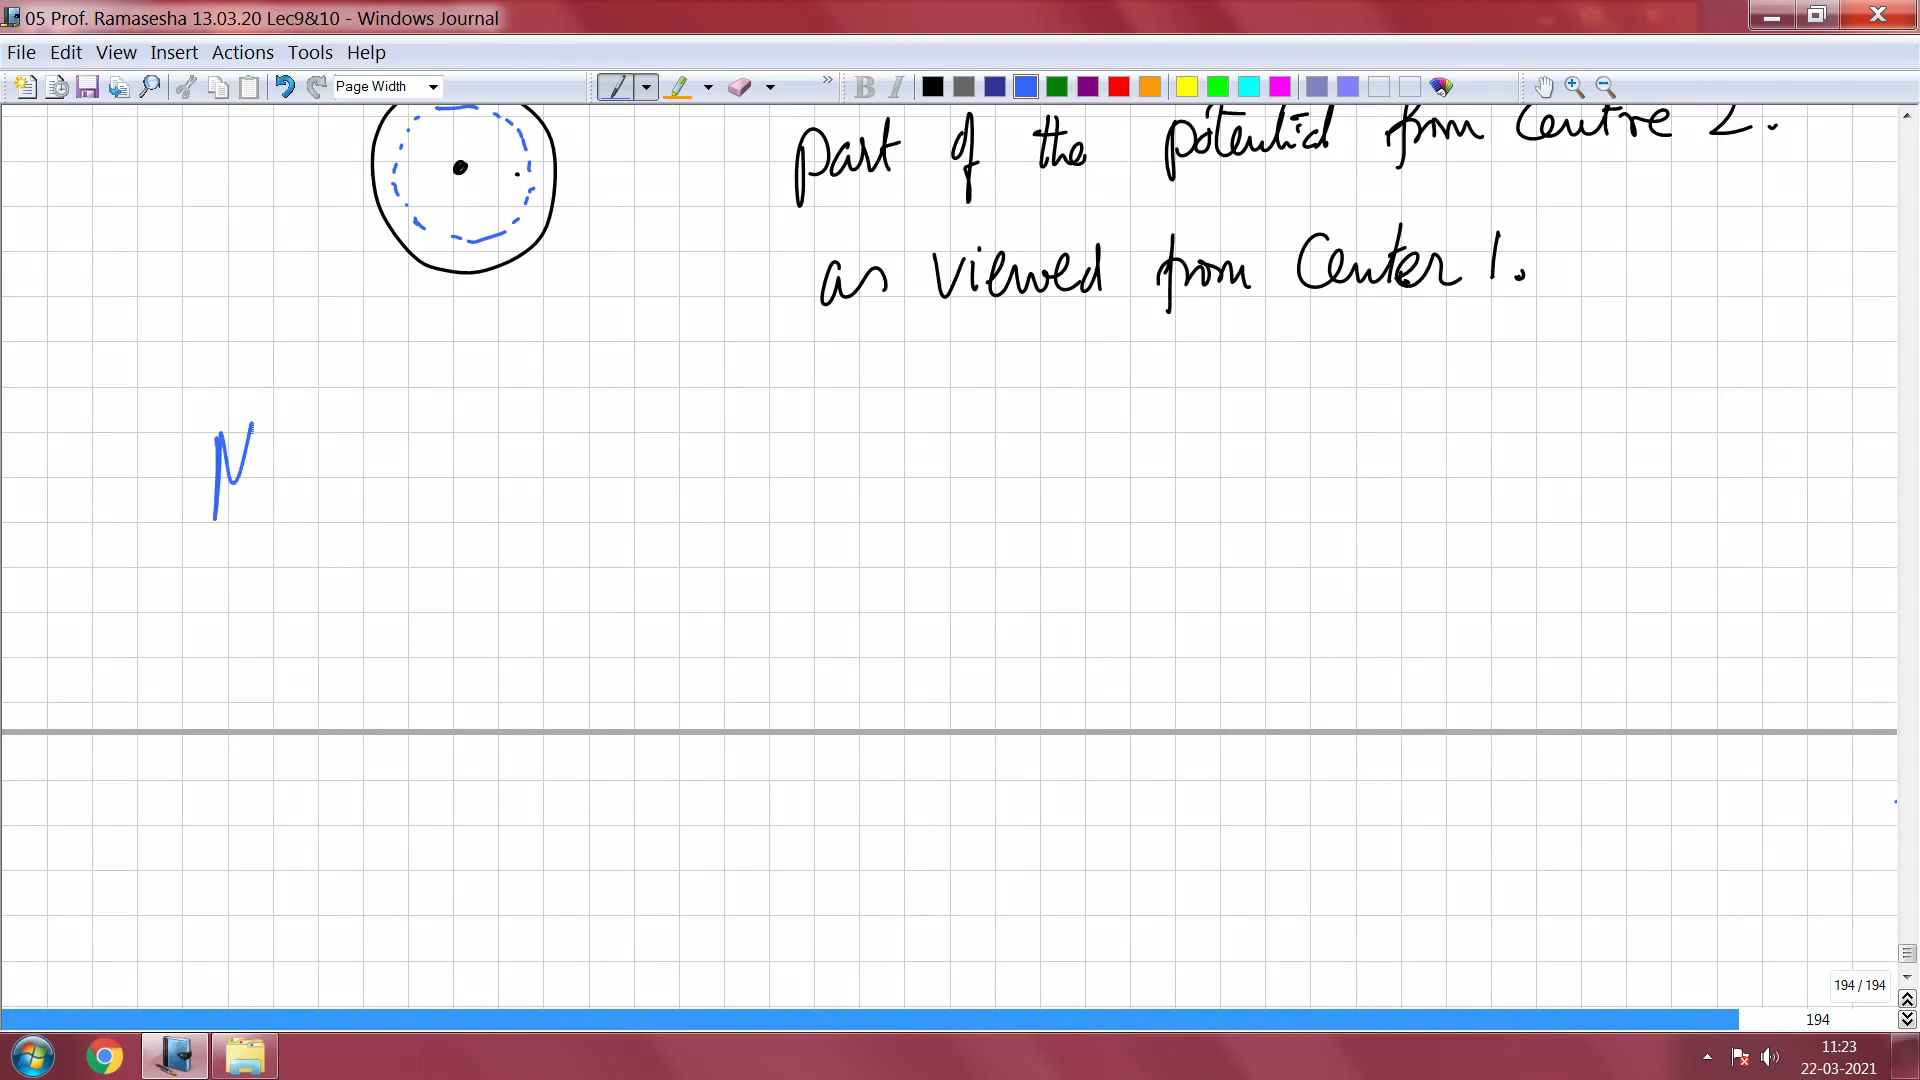 05 Prof. Ramasesha 13.03.20 Lec9&10 - Windows Journal
File Edit View Insert Actions Tools Help
Page Width
B I
part of the potential from Centre 2.
as viewed from Center 1.
194 / 194
194
11:23
22-03-2021